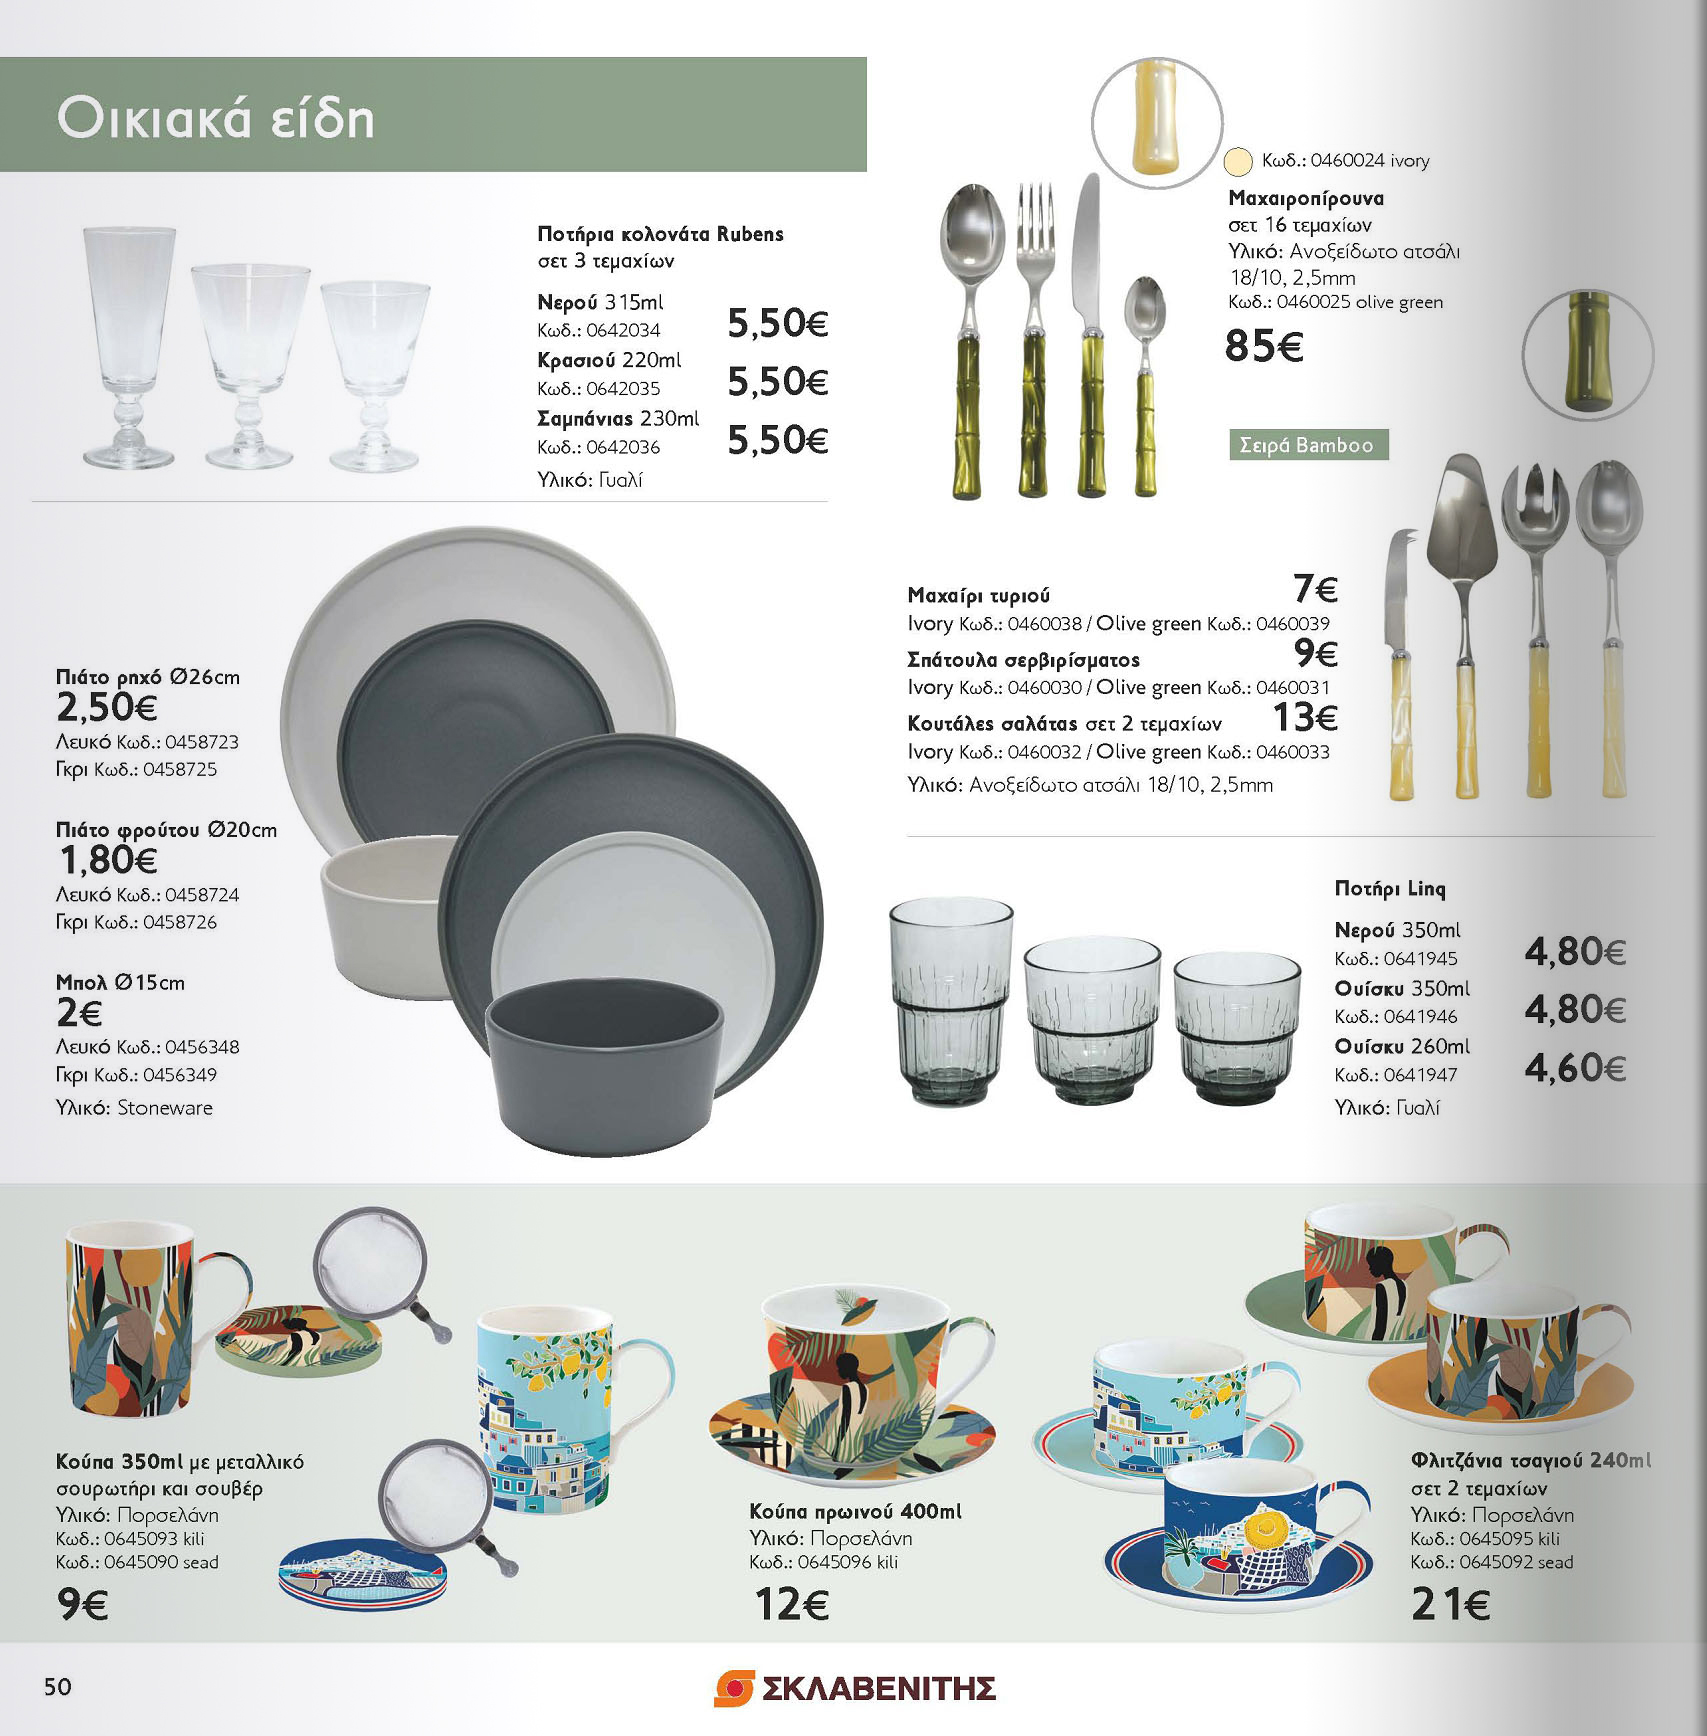 Οικιακά είδη
Ποτήρια κολονάτα Rubens
σετ 3 τεμαχίων
Νερού 315ml
Κωδ.: 0642034
5,50€
Κρασιού 220ml
Κωδ.: 0642035
5,50€
Σαμπάνιας 230ml
Κωδ.: 0642036
5,50€
Υλικό: Γυαλί
Κωδ.: 0460024 ivory
Μαχαιροπίρουνα
σετ 16 τεμαχίων
Υλικό: Ανοξείδωτο ατσάλι
18/10, 2,5mm
Κωδ.: 0460025 olive green
85€
Σειρά Bamboo
Μαχαίρι τυριού 7€
Ivory Κωδ.: 0460038 / Olive green Κωδ.: 0460039
Σπάτουλα σερβιρίσματος 9€
Ivory Κωδ.: 0460030 / Olive green Κωδ.: 0460031
Κουτάλες σαλάτας σετ 2 τεμαχίων 13€
Ivory Κωδ.: 0460032 / Olive green Κωδ.: 0460033
Υλικό: Ανοξείδωτο ατσάλι 18/10, 2,5mm
Πιάτο ρηχό Ø26cm
2,50€
Λευκό Κωδ.: 0458723
Γκρι Κωδ.: 0458725
Πιάτο φρούτου Ø20cm
1,80€
Λευκό Κωδ.: 0458724
Γκρι Κωδ.: 0458726
Μπολ Ø15cm
2€
Λευκό Κωδ.: 0456348
Γκρι Κωδ.: 0456349
Υλικό: Stoneware
Ποτήρι Linq
Νερού 350ml
Κωδ.: 0641945
4,80€
Ουίσκυ 350ml
Κωδ.: 0641946
4,80€
Ουίσκυ 260ml
Κωδ.: 0641947
4,60€
Υλικό: Γυαλί
Κούπα 350ml με μεταλλικό
σουρωτήρι και σουβέρ
Υλικό: Πορσελάνη
Κωδ.: 0645093 kili
Κωδ.: 0645090 sead
9€
Κούπα πρωινού 400ml
Υλικό: Πορσελάνη
Κωδ.: 0645096 kili
12€
Φλιτζάνια τσαγιού 240ml
σετ 2 τεμαχίων
Υλικό: Πορσελάνη
Κωδ.: 0645095 kili
Κωδ.: 0645092 sead
21€
50
ΣΚΛΑΒΕΝΙΤΗΣ